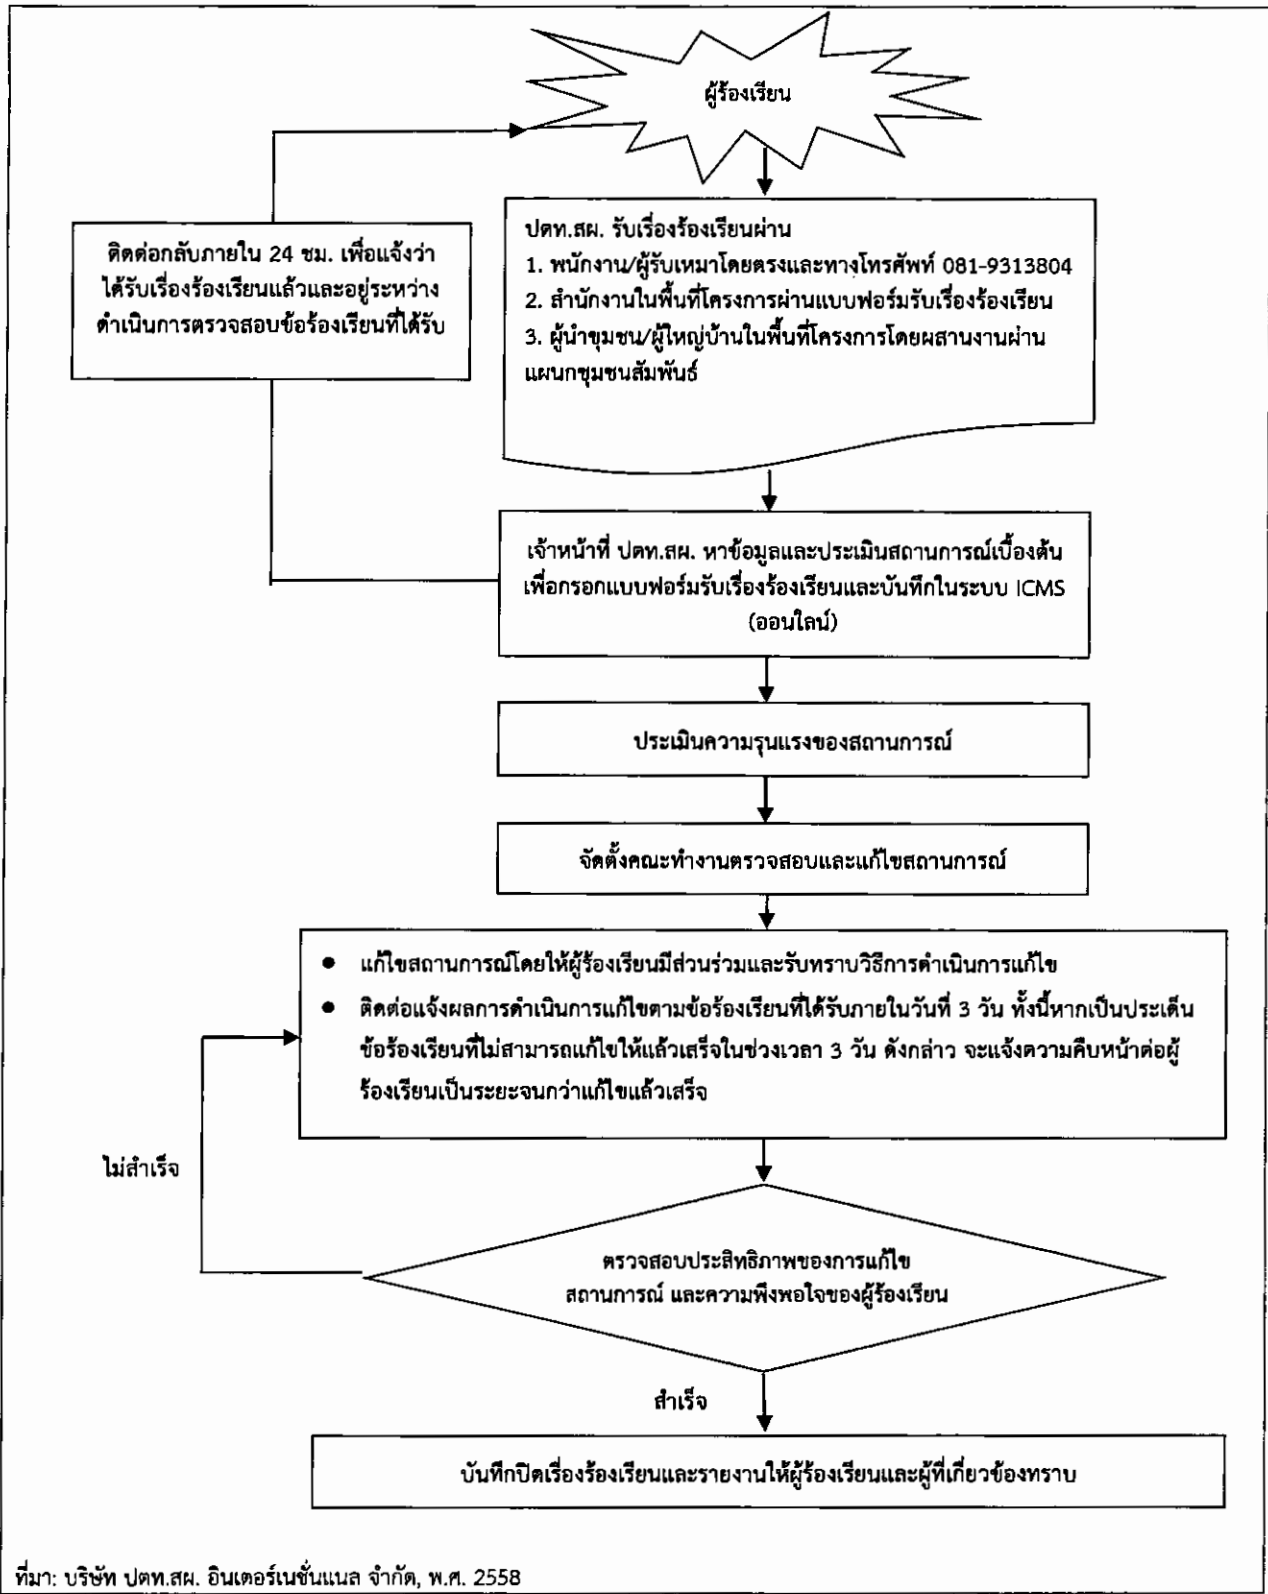 ผู้ร้องเรียน
ติดต่อกลับภายใน 24 ชม. เพื่อแจ้งว่า
ได้รับเรื่องร้องเรียนแล้วและอยู่ระหว่าง
ดำเนินการตรวจสอบข้อร้องเรียนที่ได้รับ
ปตท.สผ. รับเรื่องร้องเรียนผ่าน
1. พนักงาน/ผู้รับเหมาโดยตรงและทางโทรศัพท์ 081-9313804
2. สำนักงานในพื้นที่โครงการผ่านแบบฟอร์มรับเรื่องร้องเรียน
3. ผู้นำชุมชน/ผู้ใหญ่บ้านในพื้นที่โครงการโดยผสานงานผ่าน
แผนกชุมชนสัมพันธ์
เจ้าหน้าที่ ปตท.สผ. หาข้อมูลและประเมินสถานการณ์เบื้องต้น
เพื่อกรอกแบบฟอร์มรับเรื่องร้องเรียนและบันทึกในระบบ ICMS
(ออนไลน์)
ประเมินความรุนแรงของสถานการณ์
จัดตั้งคณะทำงานตรวจสอบและแก้ไขสถานการณ์
● แก้ไขสถานการณ์โดยให้ผู้ร้องเรียนมีส่วนร่วมและรับทราบวิธีการดำเนินการแก้ไข
● ติดต่อแจ้งผลการดำเนินการแก้ไขตามข้อร้องเรียนที่ได้รับภายในวันที่ 3 วัน ทั้งนี้หากเป็นประเด็น
ข้อร้องเรียนที่ไม่สามารถแก้ไขให้แล้วเสร็จในช่วงเวลา 3 วัน ดังกล่าว จะแจ้งความคืบหน้าต่อผู้
ร้องเรียนเป็นระยะจนกว่าแก้ไขแล้วเสร็จ
ไม่สำเร็จ
ตรวจสอบประสิทธิภาพของการแก้ไข
สถานการณ์ และความพึงพอใจของผู้ร้องเรียน
สำเร็จ
บันทึกปิดเรื่องร้องเรียนและรายงานให้ผู้ร้องเรียนและผู้ที่เกี่ยวข้องทราบ
ที่มา: บริษัท ปตท.สผ. อินเตอร์เนชั่นแนล จำกัด, พ.ศ. 2558